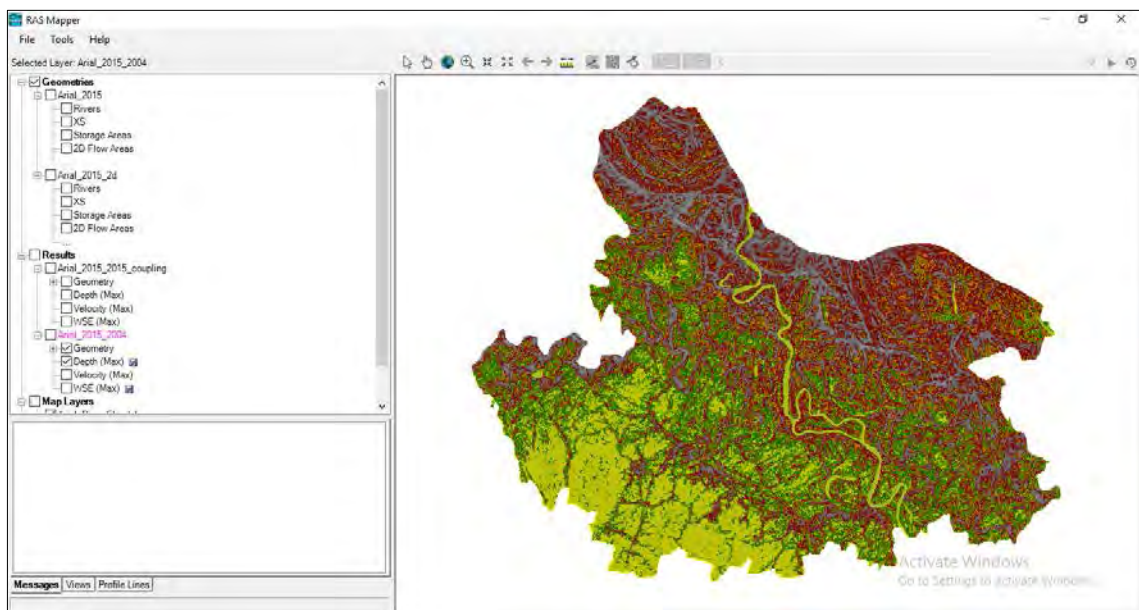 RAS Mapper
File Tools Help
Selected Layer: Arial_2015_2004
Geometries
Arial_2015
Rivers
XS
Storage Areas
2D Flow Areas
Arial_2015_2d
Rivers
XS
Storage Areas
2D Flow Areas
...
Results
Arial_2015_2015_coupling
Geometry
Depth (Max)
Velocity (Max)
WSE (Max)
Arial_2015_2004
Geometry
Depth (Max)
Velocity (Max)
WSE (Max)
Map Layers
Messages Views Profile Lines
Activate Windows
Go to Settings to Activate Windows.